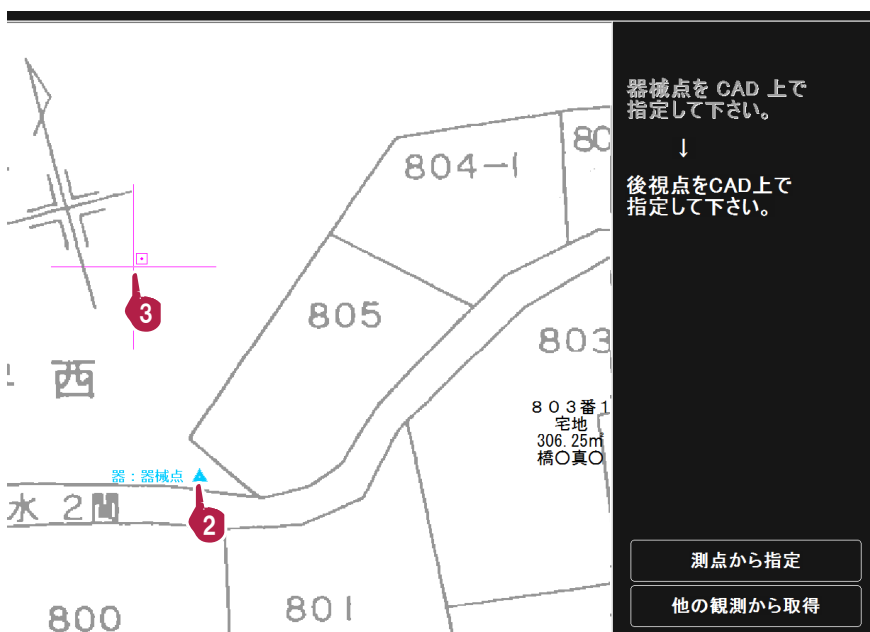 器械点を CAD 上で
指定して下さい。
↓
後視点をCAD上で
指定して下さい。
測点から指定
他の観測から取得
80
804-1
805
3
803
西
８０３番１
宅地
306.25㎡
橋〇真〇
器：器械点
2
水 2間
800
801